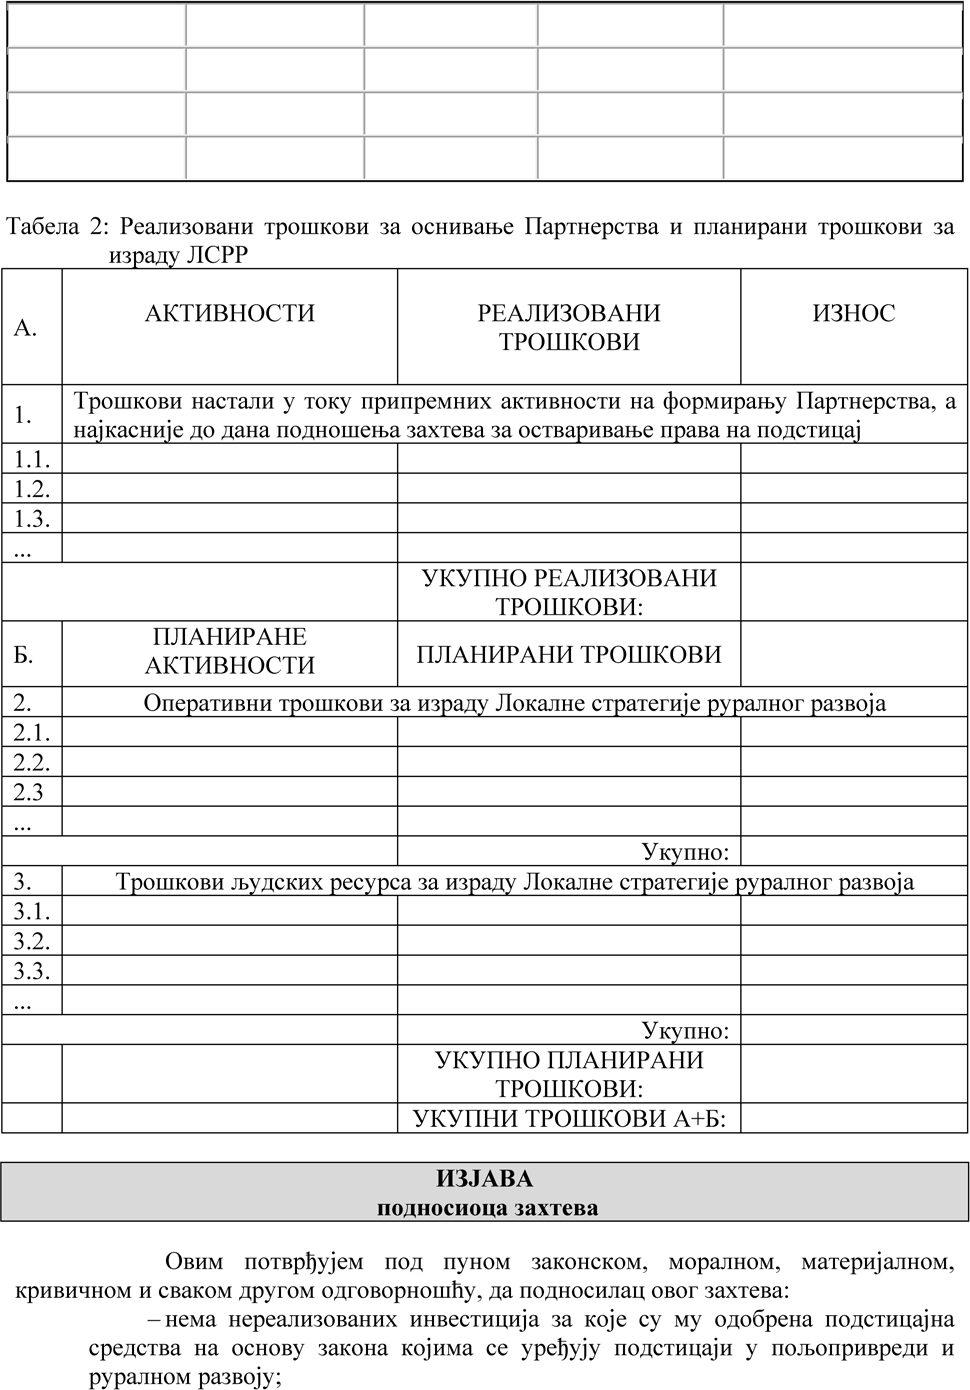 Табела 2: Реализовани трошкови за оснивање Партнерства и планирани трошкови за
израду ЛСРР
А.
АКТИВНОСТИ
РЕАЛИЗОВАНИ
ТРОШКОВИ
ИЗНОС
1.
Трошкови настали у току припремних активности на формирању Партнерства, а
најкасније до дана подношења захтева за остваривање права на подстицај
1.1.
1.2.
1.3.
...
УКУПНО РЕАЛИЗОВАНИ
ТРОШКОВИ:
Б.
ПЛАНИРАНЕ
АКТИВНОСТИ
ПЛАНИРАНИ ТРОШКОВИ
2.
Оперативни трошкови за израду Локалне стратегије руралног развоја
2.1.
2.2.
2.3
...
Укупно:
3.
Трошкови људских ресурса за израду Локалне стратегије руралног развоја
3.1.
3.2.
3.3.
...
Укупно:
УКУПНО ПЛАНИРАНИ
ТРОШКОВИ:
УКУПНИ ТРОШКОВИ А+Б:
ИЗЈАВА
подносиоца захтева
Овим потврђујем под пуном законском, моралном, материјалном,
кривичном и сваком другом одговорношћу, да подносилац овог захтева:
– нема нереализованих инвестиција за које су му одобрена подстицајна
средства на основу закона којима се уређују подстицаји у пољопривреди и
руралном развоју;